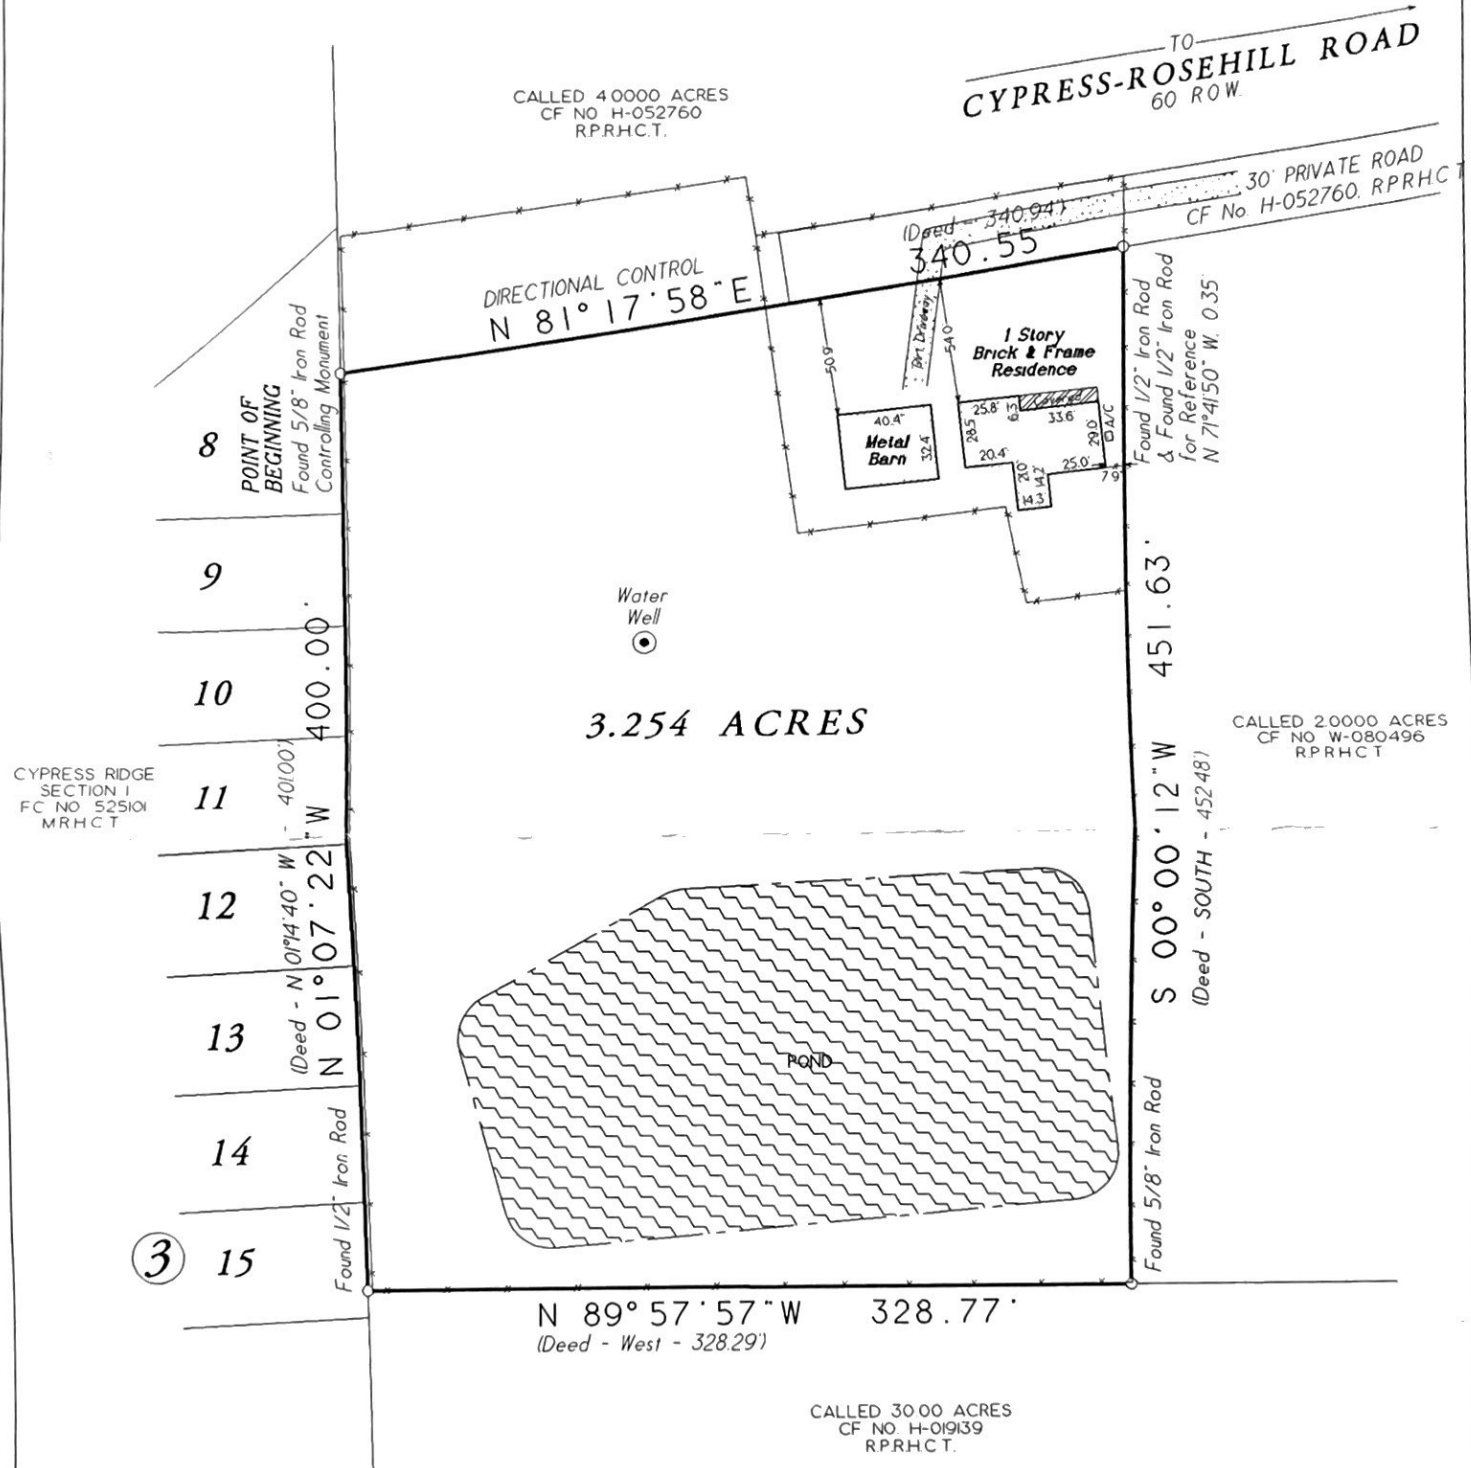 TO
CYPRESS-ROSEHILL ROAD
60 R O W.
CALLED 4.0000 ACRES
CF NO H-052760
R.P.R.H.C.T.
30' PRIVATE ROAD
CF No. H-052760, R P R H C T
(Deed - 340.94')
340.55'
DIRECTIONAL CONTROL
N 81° 17' 58" E
POINT OF
BEGINNING
Found 5/8" Iron Rod
Controlling Monument
Dirt Driveway
50.9
54.0
1 Story
Brick & Frame
Residence
Covered
25.8'
6.3
33.6'
28.5'
29.0'
A/C
20.4'
21.0'
14.2'
25.0'
7.9'
14.3
40.4'
Metal
Barn
32.4'
Found 1/2" Iron Rod
& Found 1/2" Iron Rod
for Reference
N 71°41'50" W. 0.35'
8
9
10
11
12
13
14
15
3
CYPRESS RIDGE
SECTION 1
FC NO 525101
M R H C T
Water
Well
3.254 ACRES
N 01° 07' 22" W 400.00'
(Deed - N 01°14'40" W - 401.00')
S 00° 00' 12" W 451.63'
(Deed - SOUTH - 452.48')
CALLED 2.0000 ACRES
CF NO W-080496
R P R H C T
POND
Found 1/2" Iron Rod
Found 5/8" Iron Rod
N 89° 57' 57" W 328.77'
(Deed - West - 328.29')
CALLED 30.00 ACRES
CF NO. H-019139
R.P.R.H.C T.